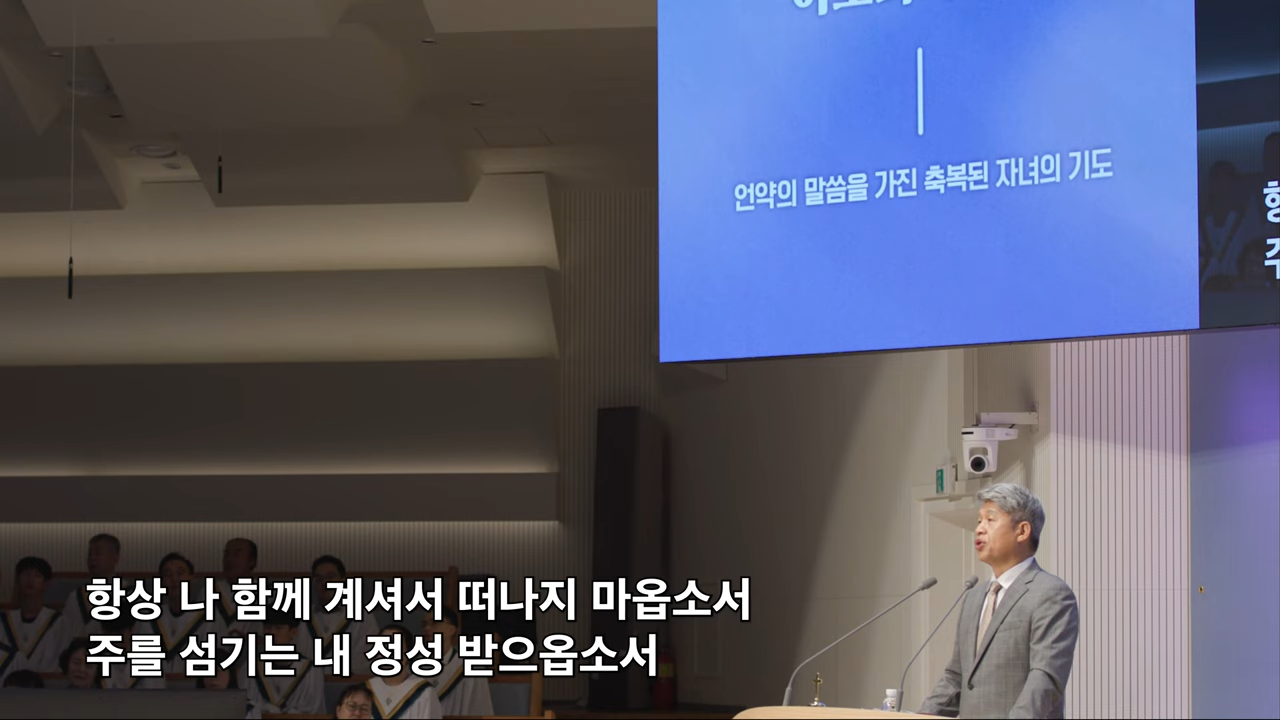 언약의 말씀을 가진 축복된 자녀의 기도
항상 나 함께 계셔서 떠나지 마옵소서
주를 섬기는 내 정성 받으옵소서